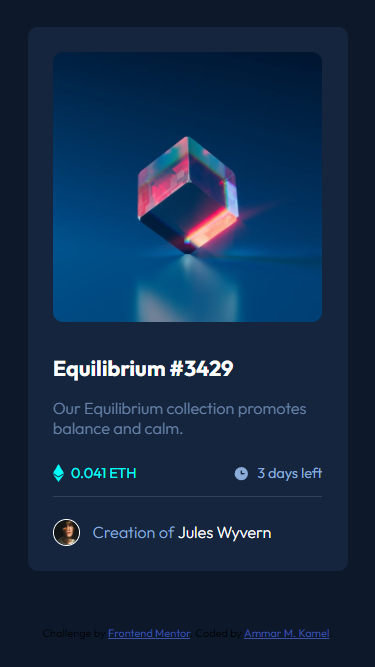 Equilibrium #3429
Our Equilibrium collection promotes
balance and calm.
0.041 ETH
3 days left
Creation of Jules Wyvern
Challenge by Frontend Mentor. Coded by Ammar M. Kamel